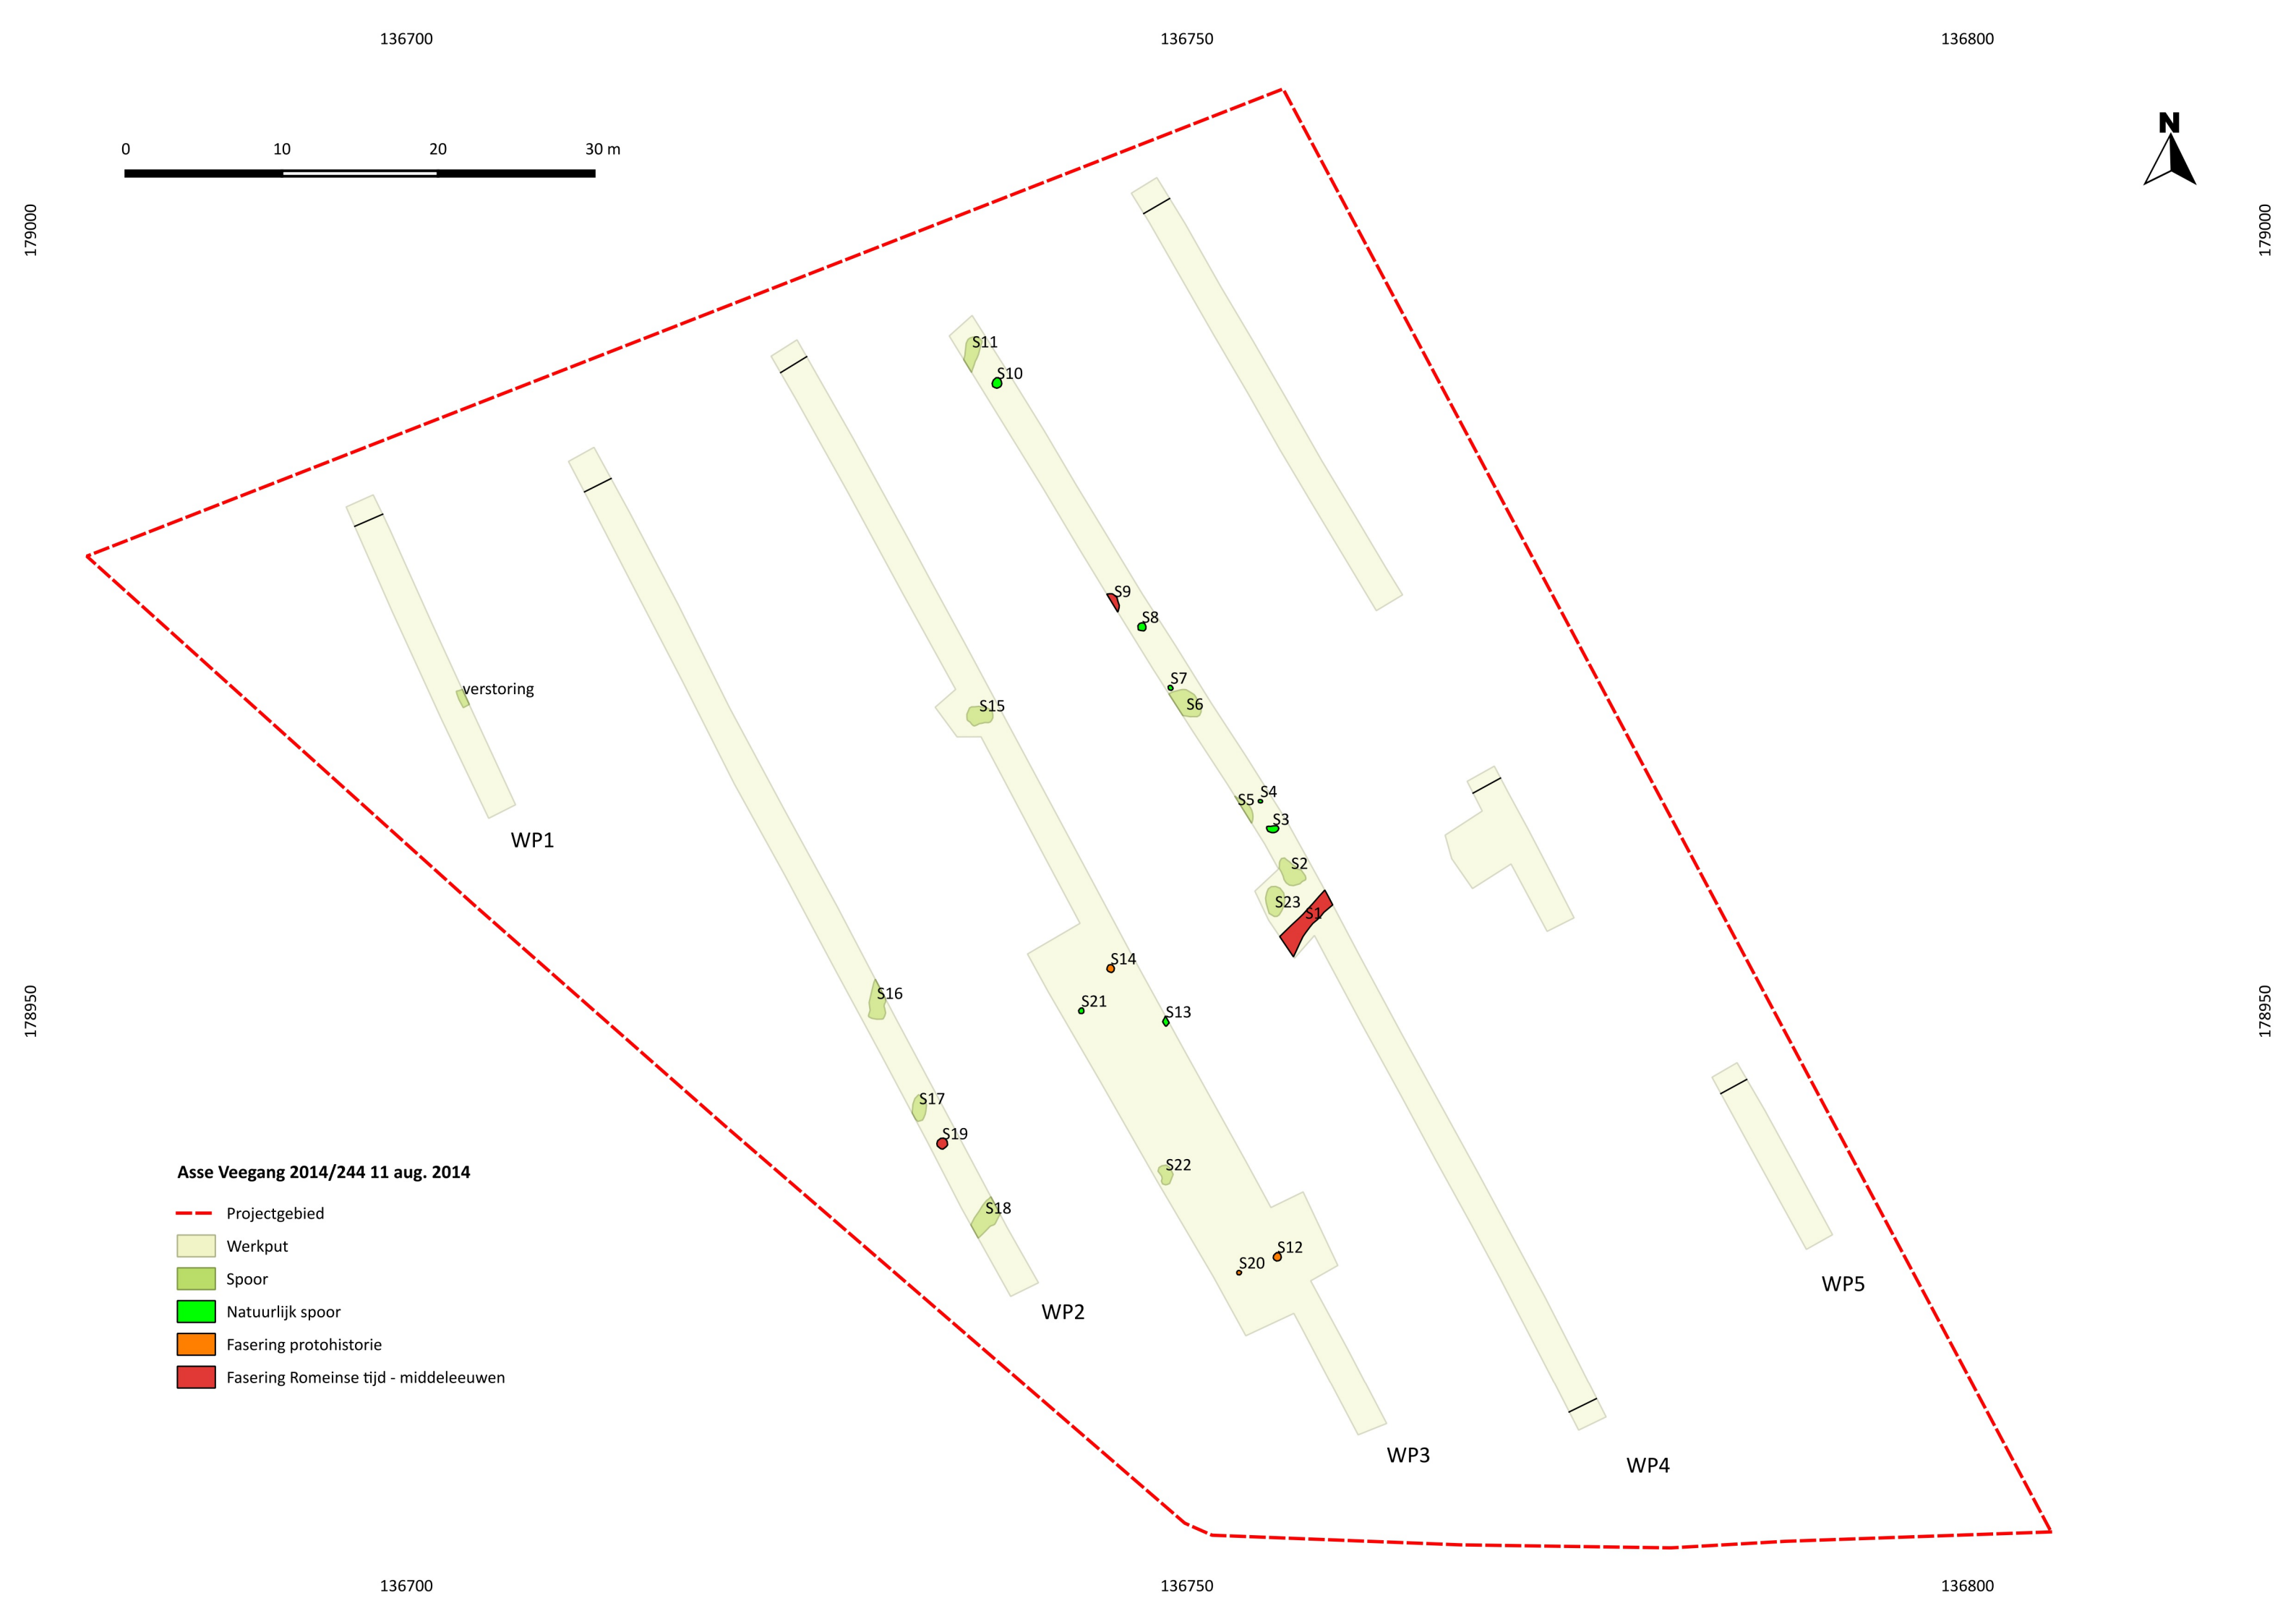 136700 136750 136800
N
0 10 20 30 m
179000 179000
S11
S10
S9
S8
S7
S6
verstoring
S15
S4
S5
S3
WP1
S2
S23
S1
S14
S16
S21
S13
178950 178950
S17
S19
S22
Asse Veegang 2014/244 11 aug. 2014
S18
Projectgebied
Werkput
S12
S20
Spoor
WP5
Natuurlijk spoor
WP2
Fasering protohistorie
Fasering Romeinse tijd - middeleeuwen
WP3
WP4
136700 136750 136800